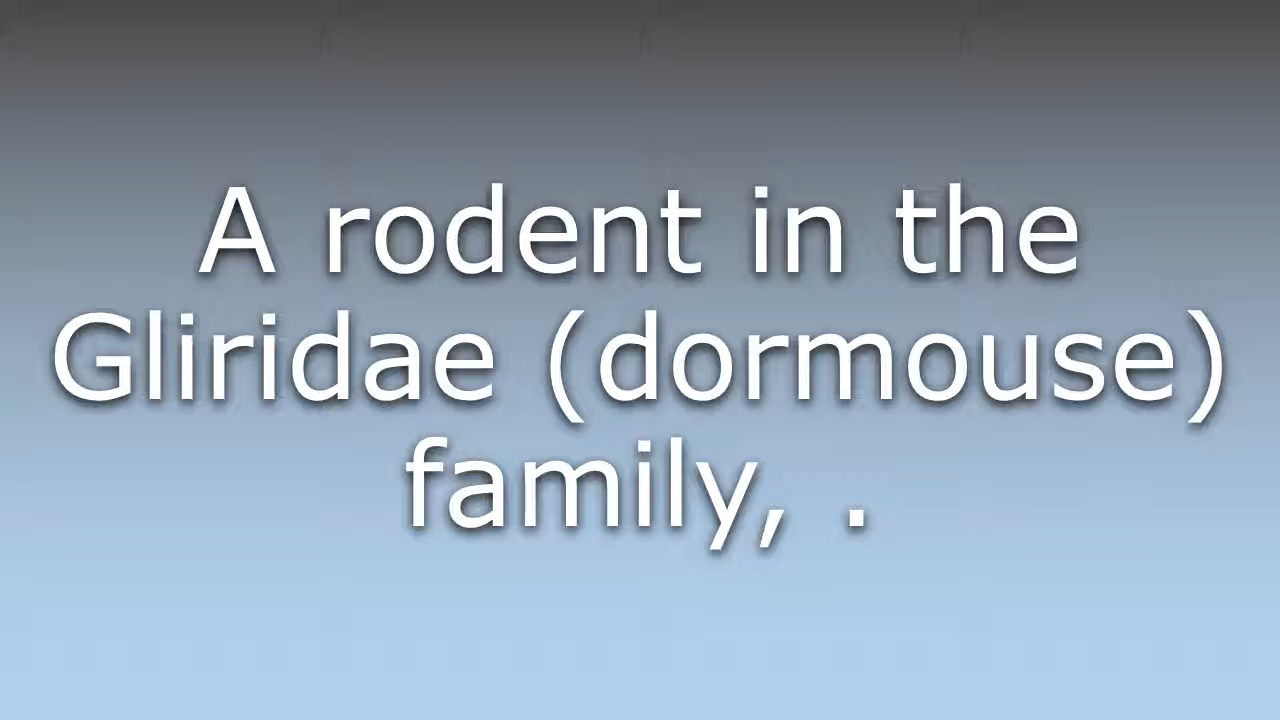 A rodent in the
Gliridae (dormouse)
family, .